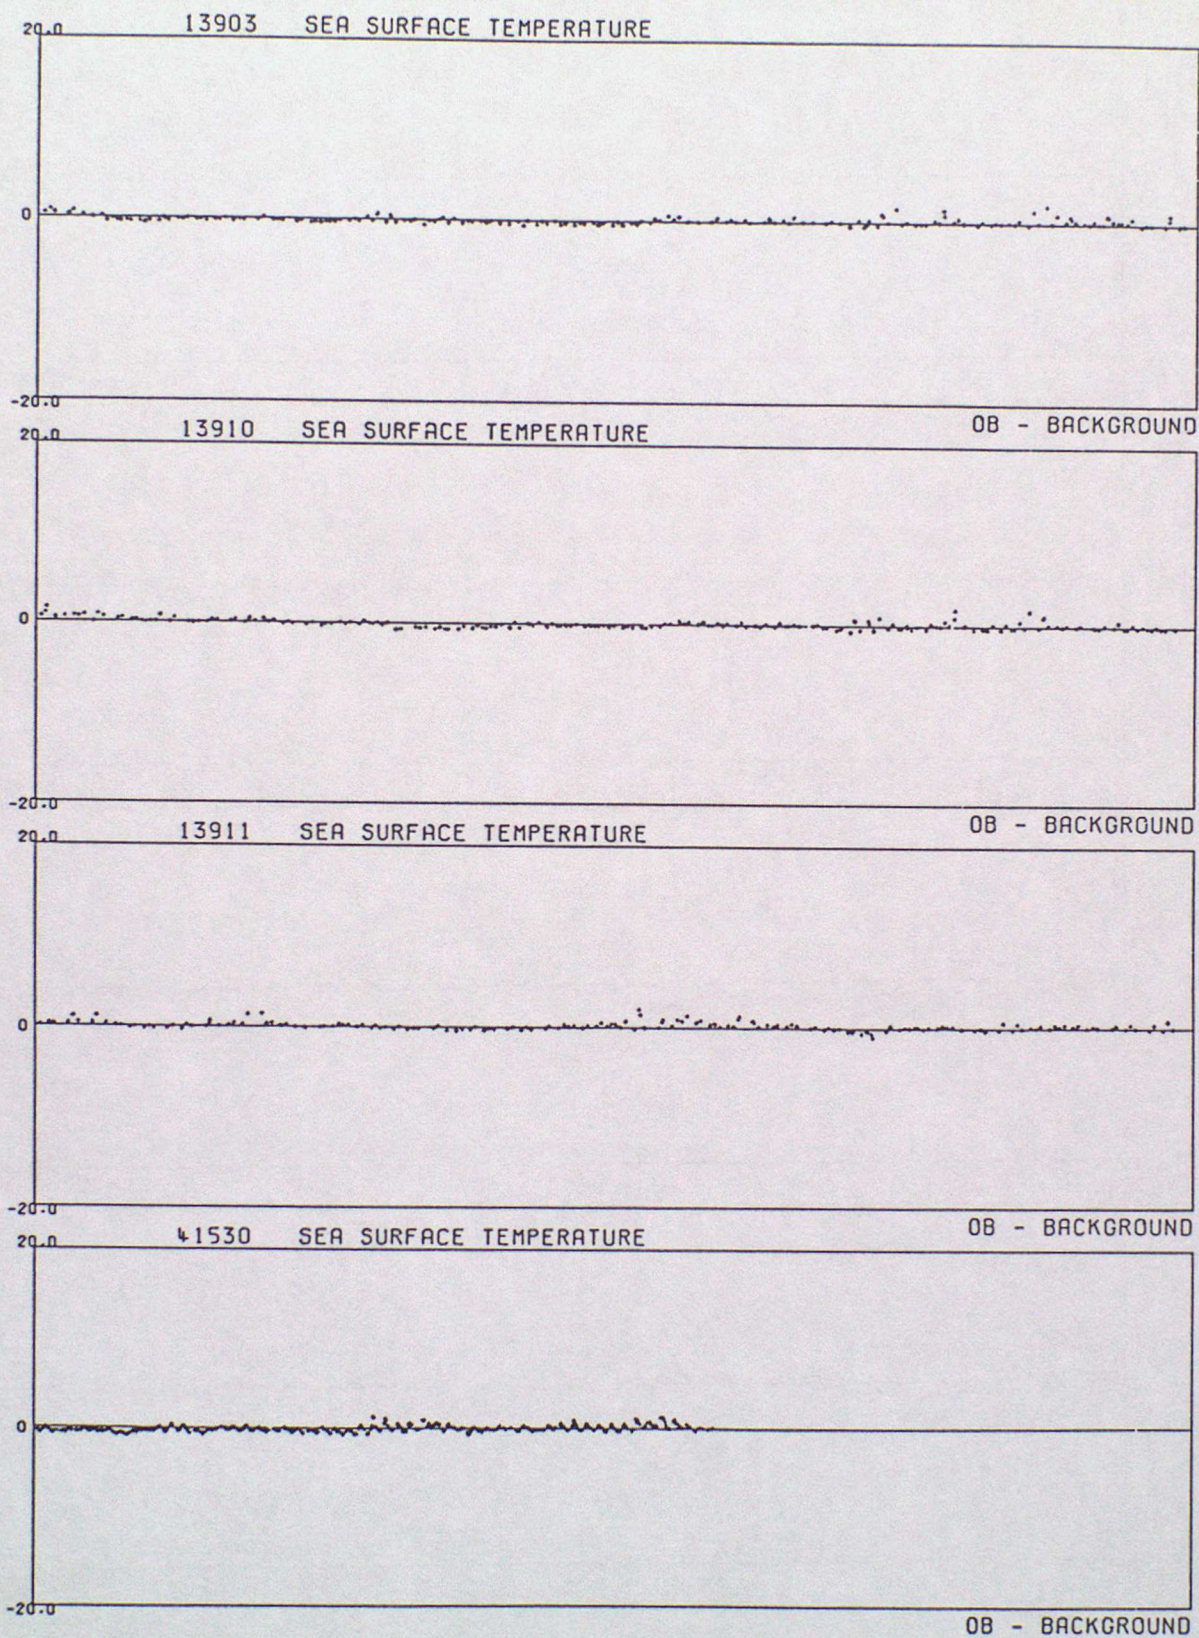 20.0 13903 SEA SURFACE TEMPERATURE
0
-20.0
OB - BACKGROUND
20.0 13910 SEA SURFACE TEMPERATURE
0
-20.0
OB - BACKGROUND
20.0 13911 SEA SURFACE TEMPERATURE
0
-20.0
OB - BACKGROUND
20.0 41530 SEA SURFACE TEMPERATURE
0
-20.0
OB - BACKGROUND